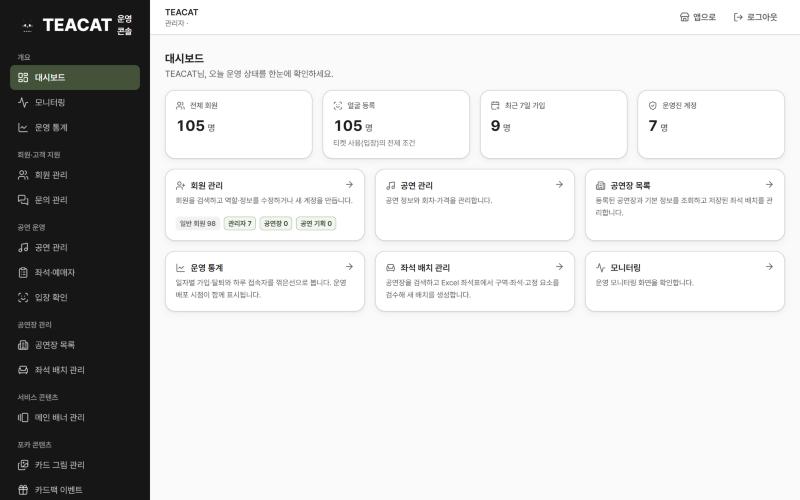 TEACAT 운영 콘솔
개요
대시보드
모니터링
운영 통계
회원·고객 지원
회원 관리
문의 관리
공연 운영
공연 관리
좌석·예매자
입장 확인
공연장 관리
공연장 목록
좌석 배치 관리
서비스 콘텐츠
메인 배너 관리
포카 콘텐츠
카드 그림 관리
카드팩 이벤트
TEACAT
관리자 ·
앱으로
로그아웃
대시보드
TEACAT님, 오늘 운영 상태를 한눈에 확인하세요.
전체 회원
105 명
얼굴 등록
105 명
티켓 사용(입장)의 전제 조건
최근 7일 가입
9 명
운영진 계정
7 명
회원 관리
회원을 검색하고 역할·정보를 수정하거나 새 계정을 만듭니다.
일반 회원 98 관리자 7 공연장 0 공연 기획 0
공연 관리
공연 정보와 회차·가격을 관리합니다.
공연장 목록
등록된 공연장과 기본 정보를 조회하고 저장된 좌석 배치를 관
리합니다.
운영 통계
일자별 가입·탈퇴와 하루 접속자를 꺾은선으로 봅니다. 운영
배포 시점이 함께 표시됩니다.
좌석 배치 관리
공연장을 검색하고 Excel 좌석표에서 구역·좌석·고정 요소를
검수해 새 배치를 생성합니다.
모니터링
운영 모니터링 화면을 확인합니다.